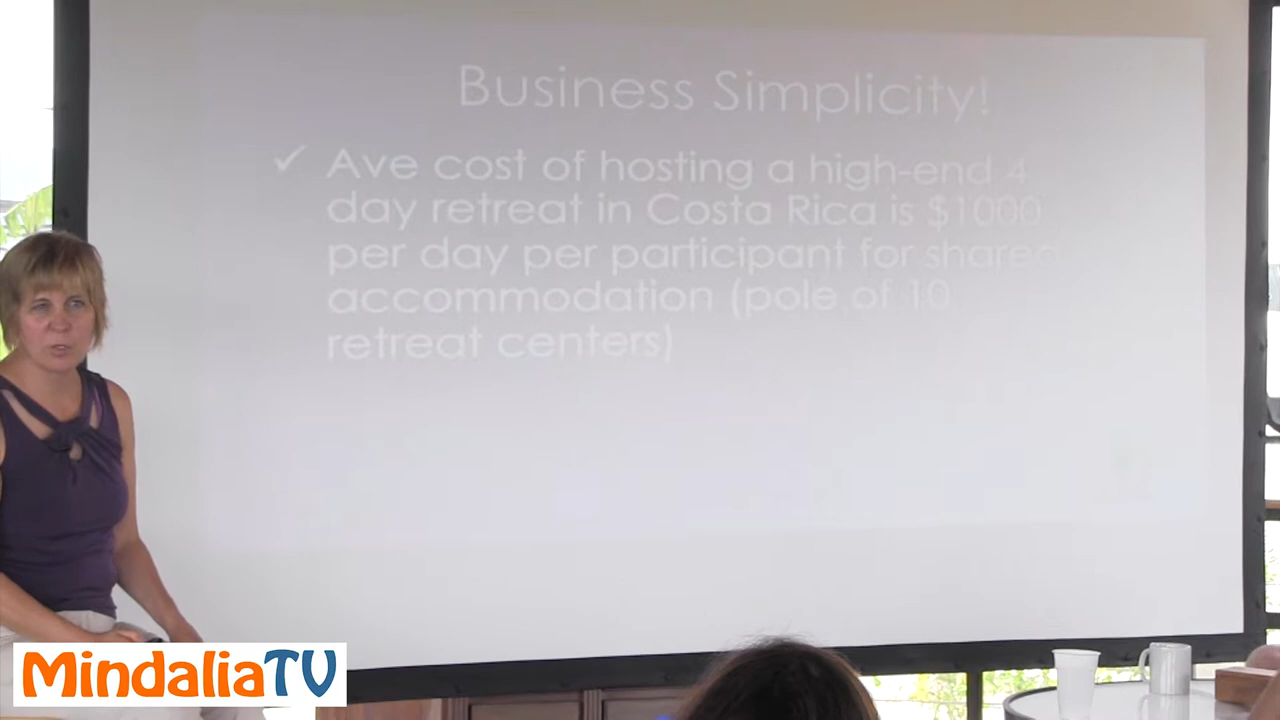 Business Simplicity!
✓ Ave cost of hosting a high-end 4
day retreat in Costa Rica is $1000
per day per participant for shared
accommodation (pole of 10
retreat centers)
MindaliaTV